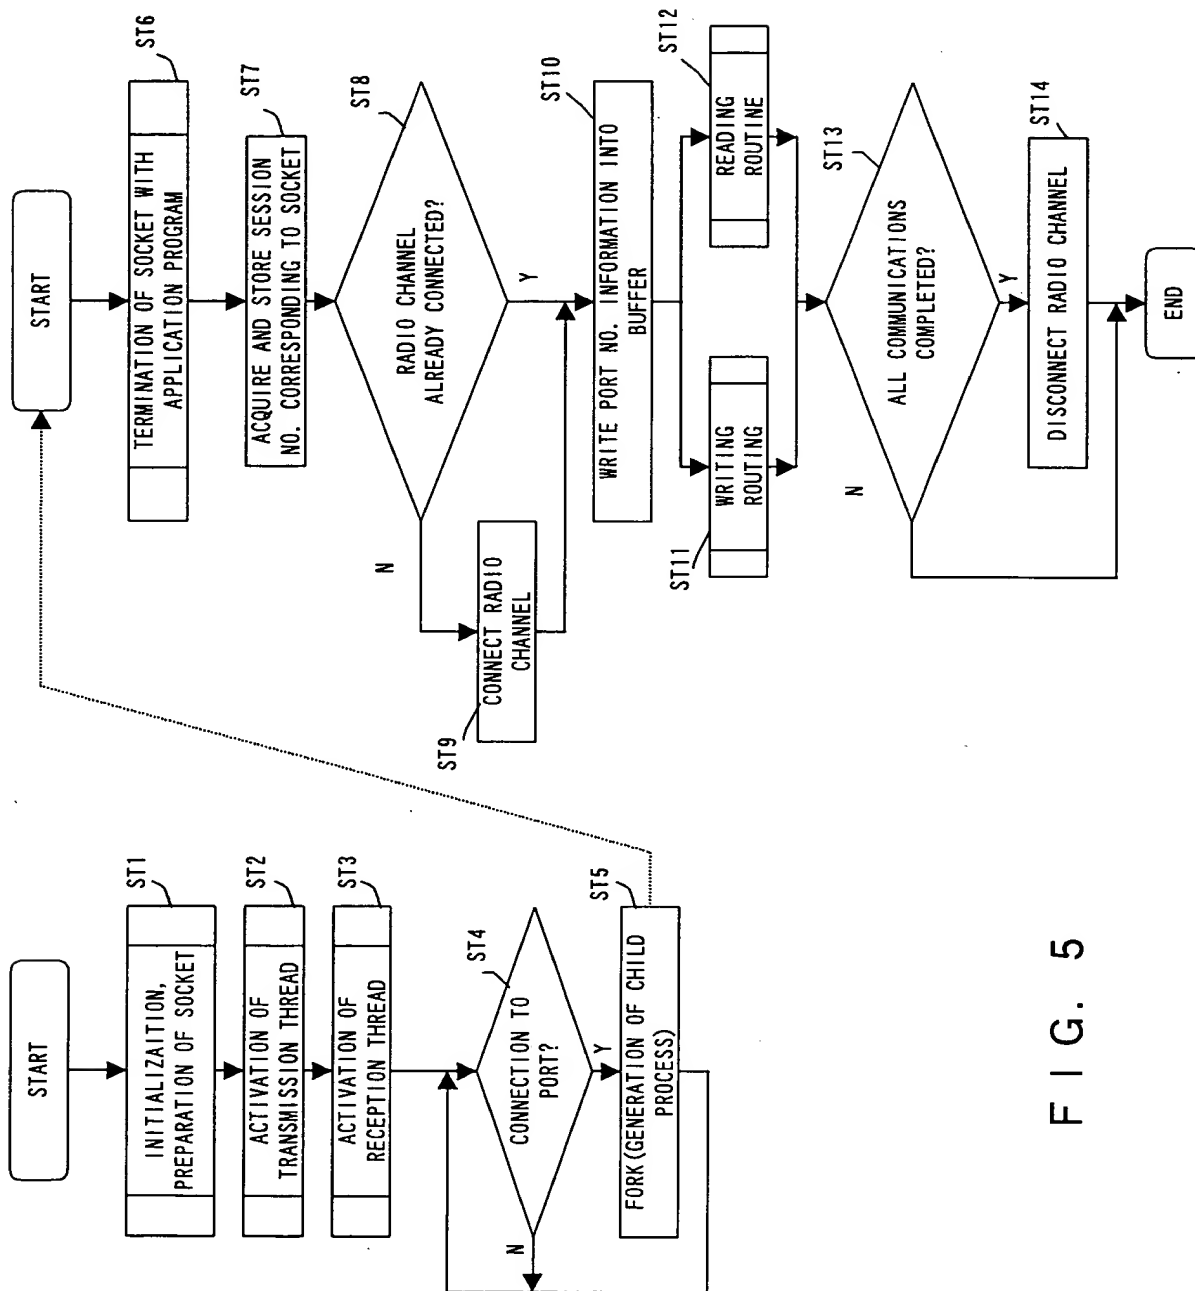 START
INITIALIZAITION,
PREPARATION OF SOCKET
ST1
ACTIVATION OF
TRANSMISSION THREAD
ST2
ACTIVATION OF
RECEPTION THREAD
ST3
CONNECTION TO
PORT?
ST4
N
Y
FORK(GENERATION OF CHILD
PROCESS)
ST5
START
TERMINATION OF SOCKET WITH
APPLICATION PROGRAM
ST6
ACQUIRE AND STORE SESSION
NO. CORRESPONDING TO SOCKET
ST7
RADIO CHANNEL
ALREADY CONNECTED?
ST8
N
Y
CONNECT RADIO
CHANNEL
ST9
WRITE PORT NO. INFORMATION INTO
BUFFER
ST10
WRITING
ROUTING
ST11
READING
ROUTINE
ST12
ALL COMMUNICATIONS
COMPLETED?
ST13
N
Y
DISCONNECT RADIO CHANNEL
ST14
END
FIG. 5